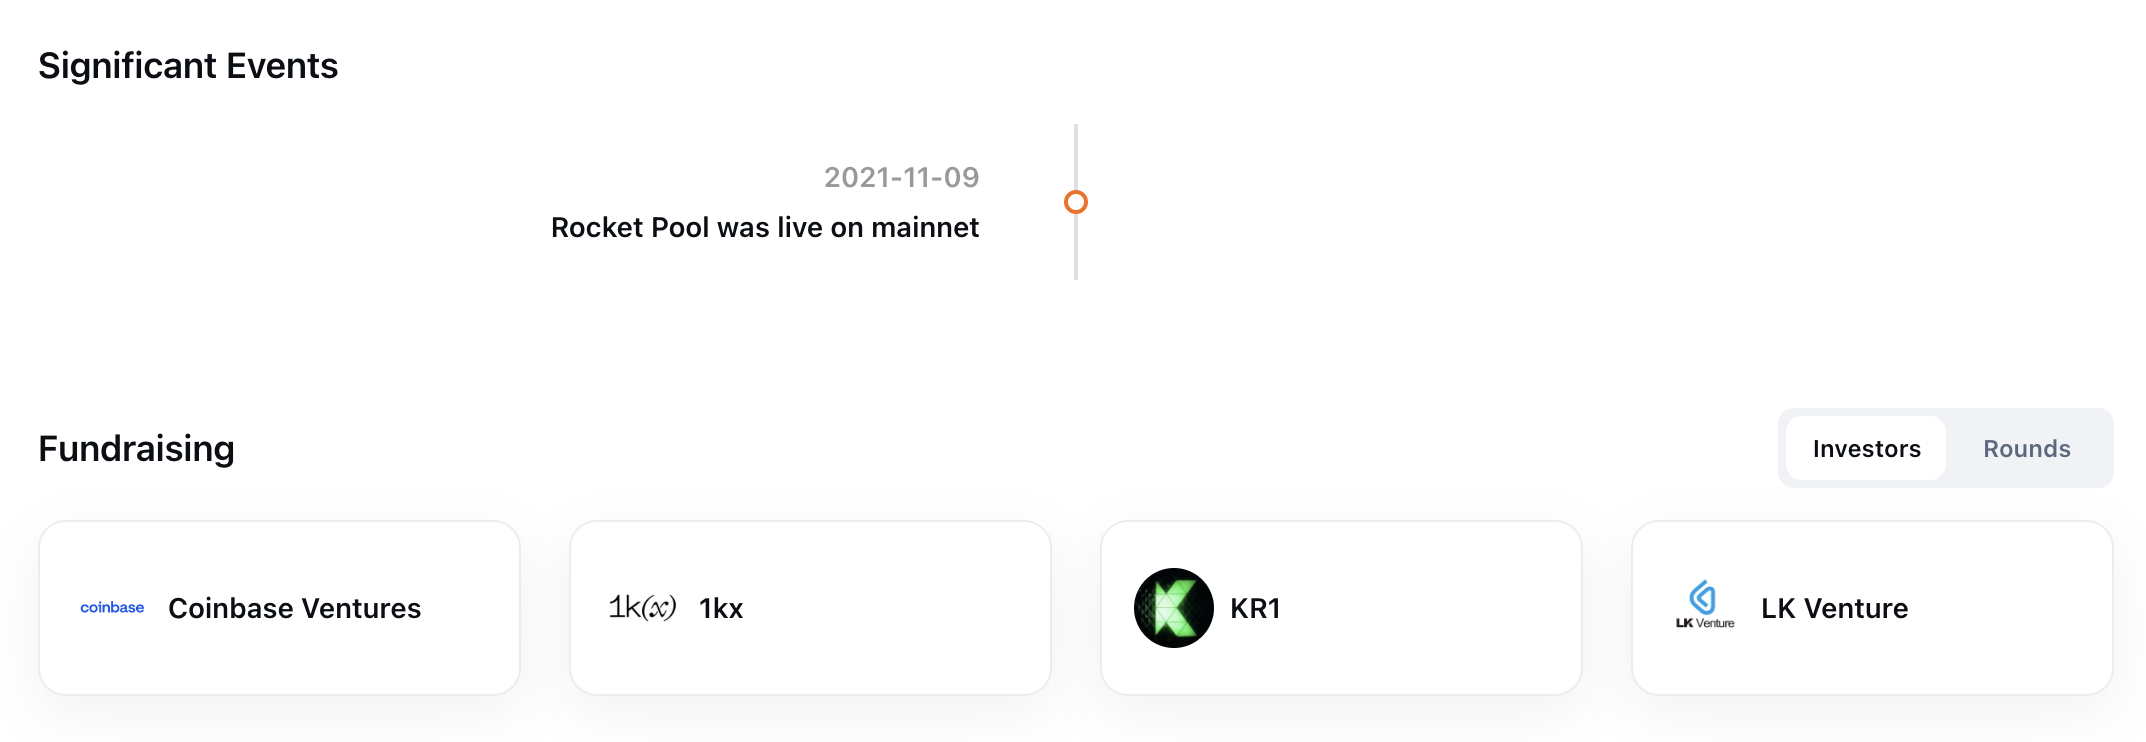 Significant Events
2021-11-09
Rocket Pool was live on mainnet
Fundraising
Investors
Rounds
coinbase
Coinbase Ventures
1k(x)
1kx
KR1
LK Venture
LK Venture